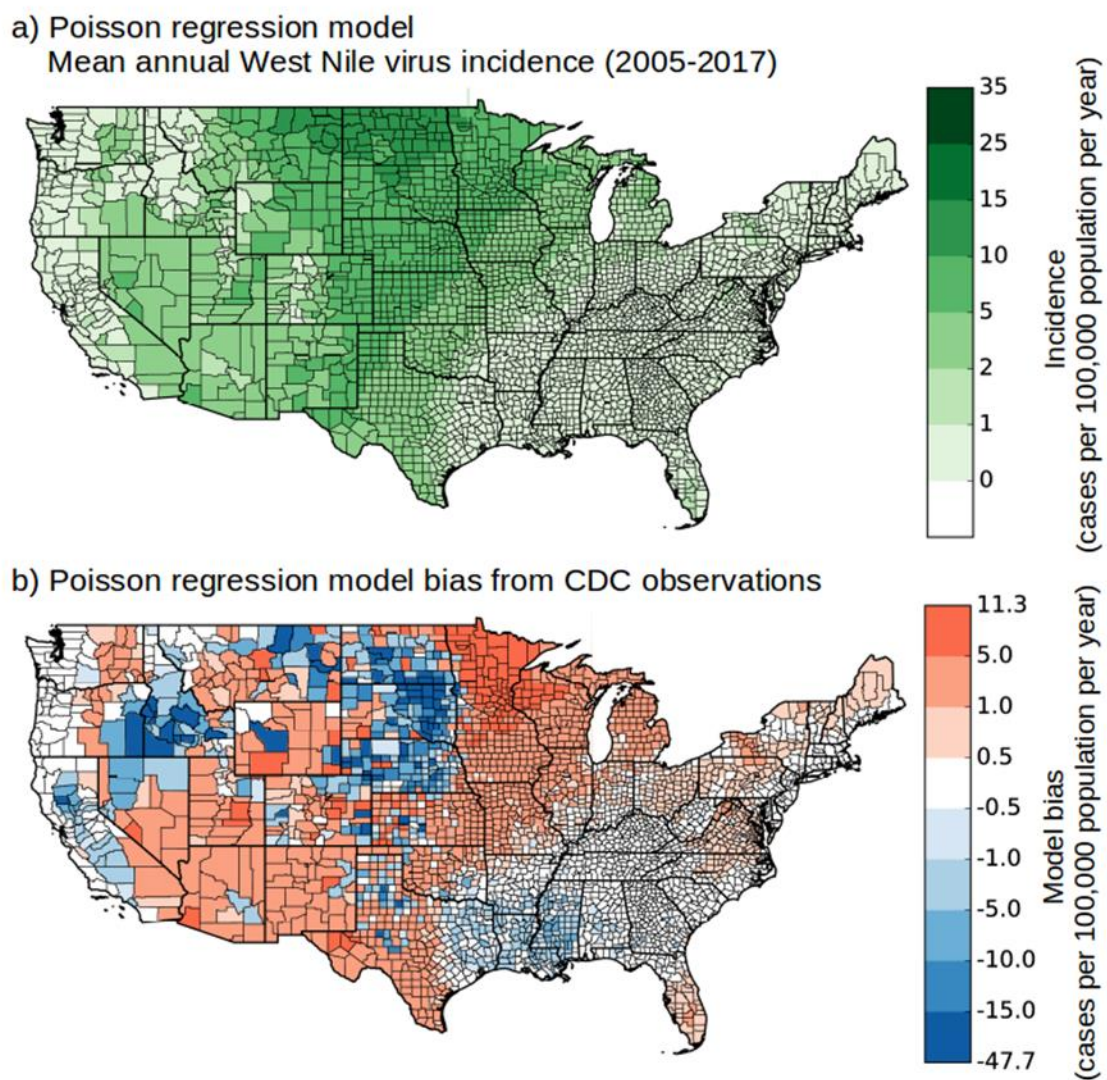 a) Poisson regression model
Mean annual West Nile virus incidence (2005-2017)
35
25
15
10
5
2
1
0
Incidence
(cases per 100,000 population per year)
b) Poisson regression model bias from CDC observations
11.3
5.0
1.0
0.5
-0.5
-1.0
-5.0
-10.0
-15.0
-47.7
Model bias
(cases per 100,000 population per year)